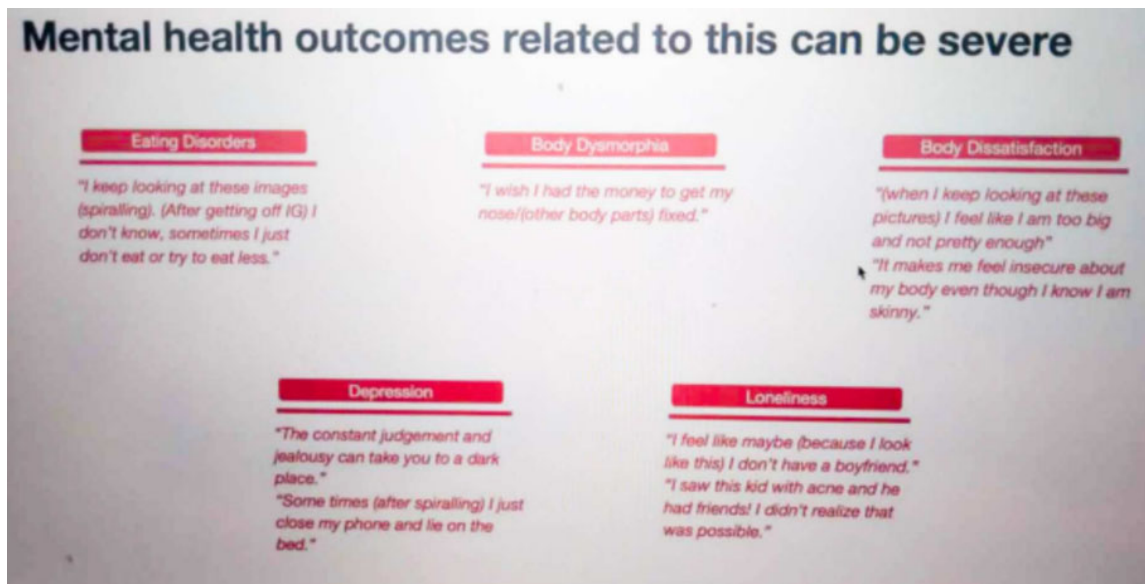 Mental health outcomes related to this can be severe
Eating Disorders
"I keep looking at these images
(spiralling). (After getting off IG) I
don't know, sometimes I just
don't eat or try to eat less."
Body Dysmorphia
"I wish I had the money to get my
nose/(other body parts) fixed."
Body Dissatisfaction
"(when I keep looking at these
pictures) I feel like I am too big
and not pretty enough"
"It makes me feel insecure about
my body even though I know I am
skinny."
Depression
"The constant judgement and
jealousy can take you to a dark
place."
"Some times (after spiralling) I just
close my phone and lie on the
bed."
Loneliness
"I feel like maybe (because I look
like this) I don't have a boyfriend."
"I saw this kid with acne and he
had friends! I didn't realize that
was possible."